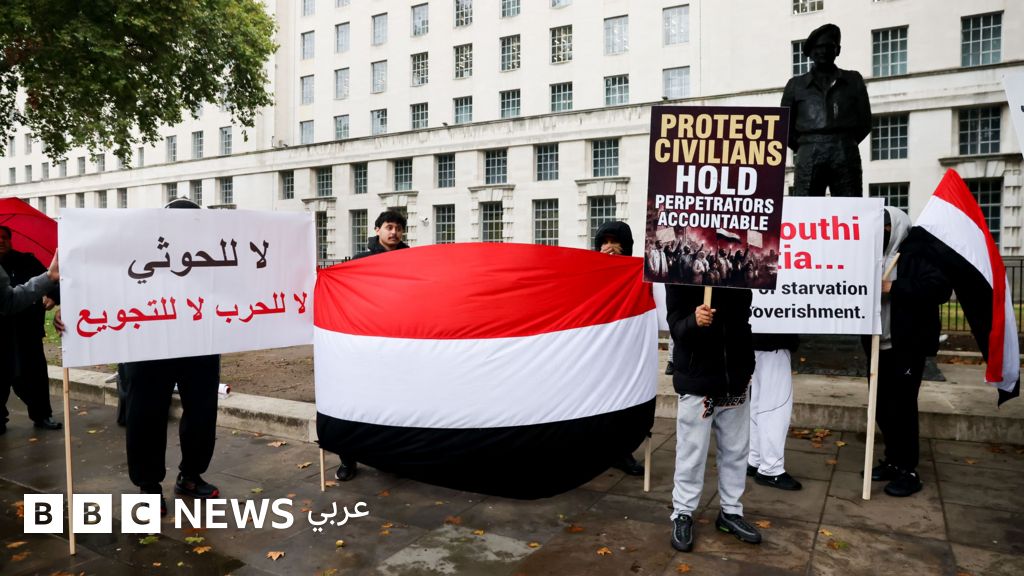 لا للحوثي
لا للحرب لا للتجويع
PROTECT
CIVILIANS
HOLD
PERPETRATORS
ACCOUNTABLE
outhi
ia...
of starvation
overishment.
BBC NEWS عربي